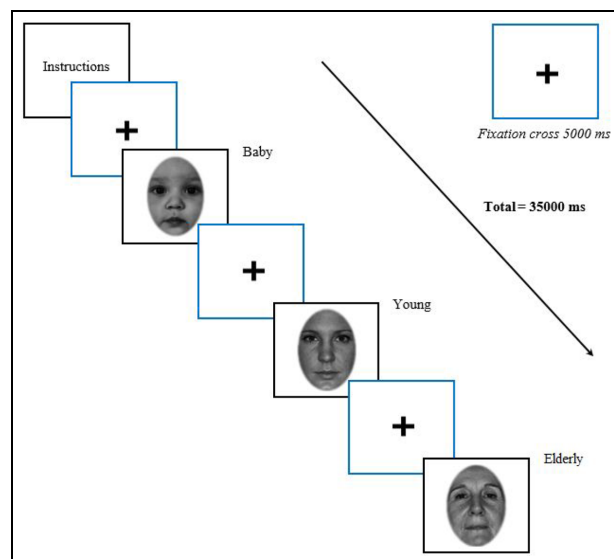 Instructions
Fixation cross 5000 ms
Baby
Total = 35000 ms
Young
Elderly